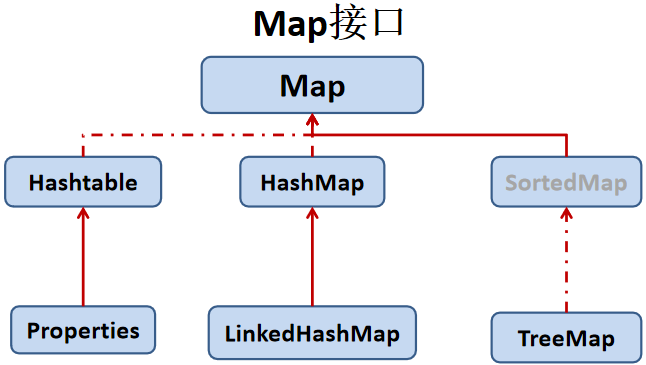 Map接口
Map
Hashtable
HashMap
SortedMap
Properties
LinkedHashMap
TreeMap